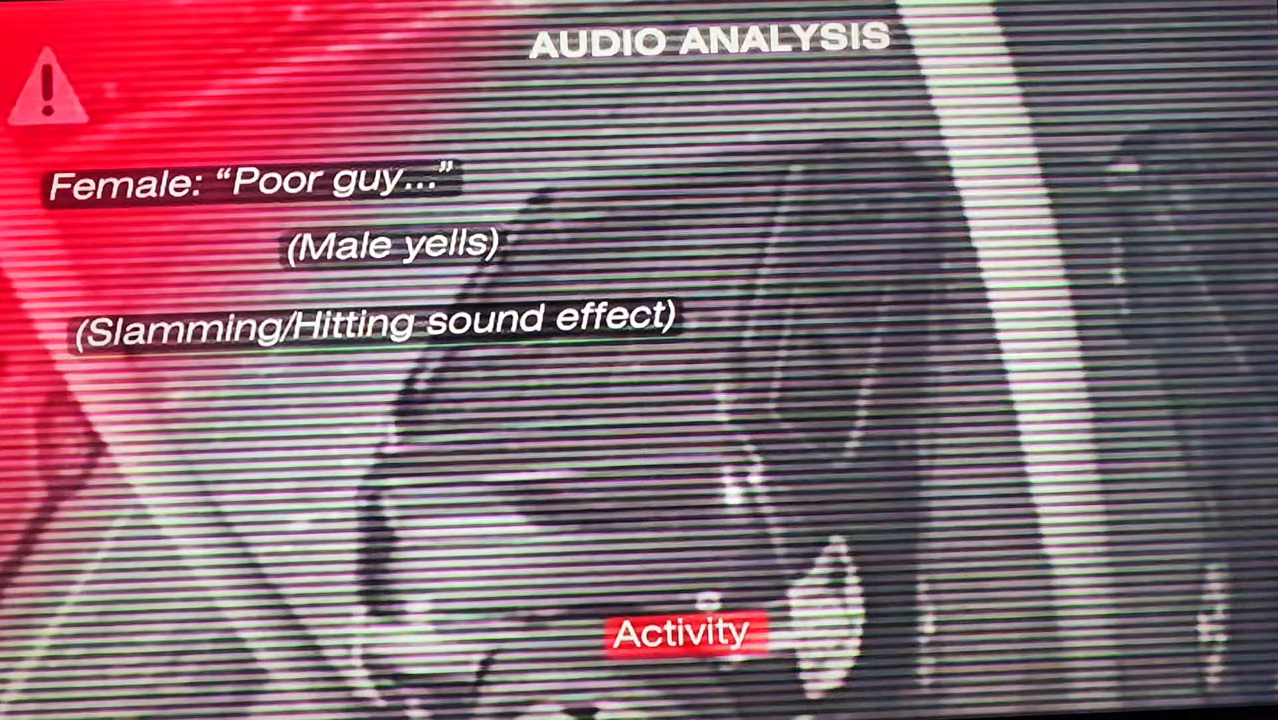 AUDIO ANALYSIS
Female: “Poor guy...”
(Male yells)
(Slamming/Hitting sound effect)
Activity